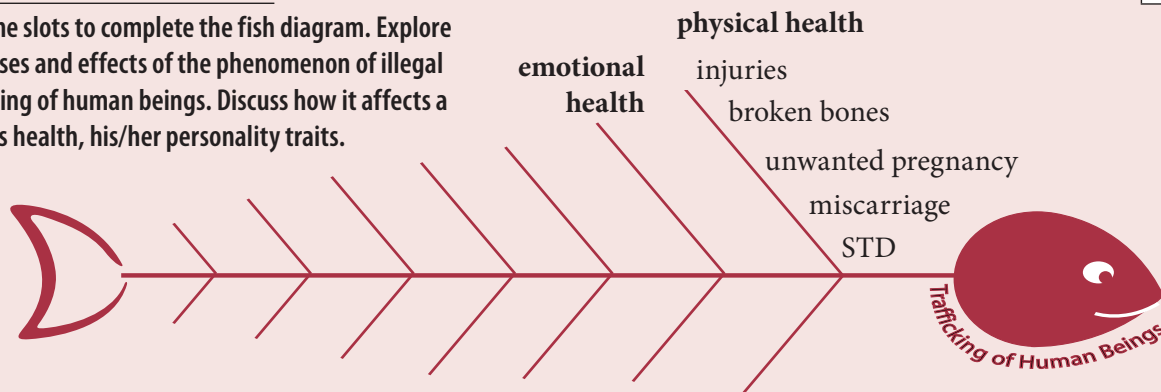 ne slots to complete the fish diagram. Explore
ses and effects of the phenomenon of illegal
ing of human beings. Discuss how it affects a
s health, his/her personality traits.
emotional
health
physical health
injuries
broken bones
unwanted pregnancy
miscarriage
STD
Trafficking of Human Beings